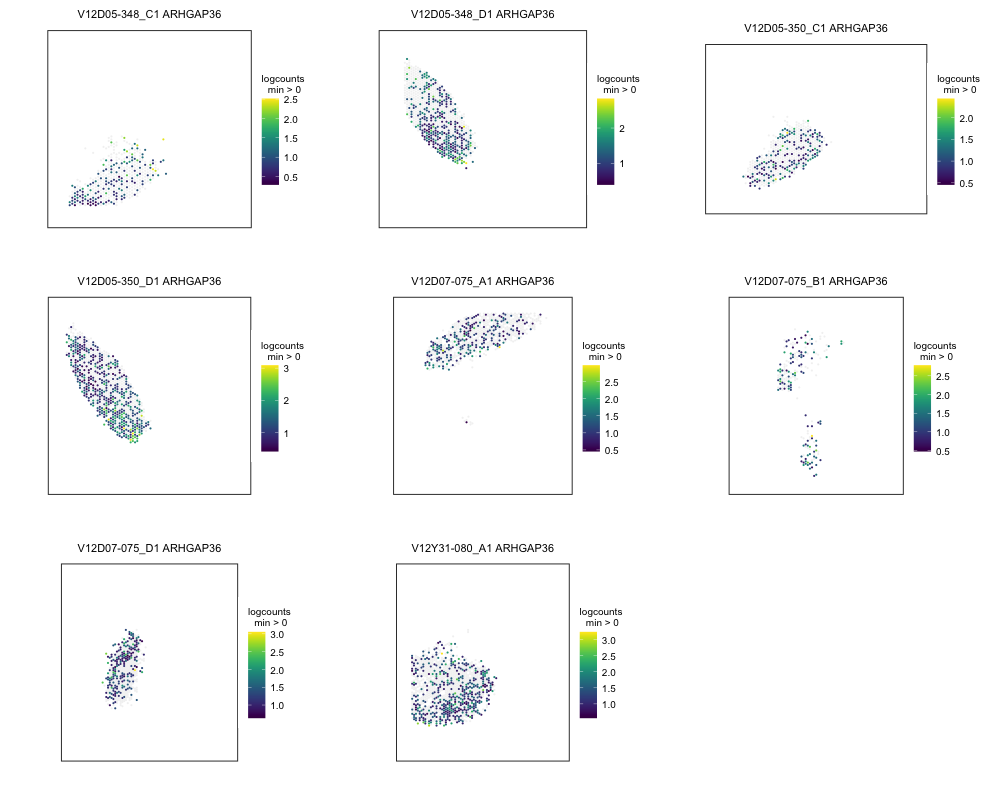 V12D05-348_C1 ARHGAP36
logcounts
min > 0
2.5
2.0
1.5
1.0
0.5
V12D05-348_D1 ARHGAP36
logcounts
min > 0
2
1
V12D05-350_C1 ARHGAP36
logcounts
min > 0
2.0
1.5
1.0
0.5
V12D05-350_D1 ARHGAP36
logcounts
min > 0
3
2
1
V12D07-075_A1 ARHGAP36
logcounts
min > 0
2.5
2.0
1.5
1.0
0.5
V12D07-075_B1 ARHGAP36
logcounts
min > 0
2.5
2.0
1.5
1.0
0.5
V12D07-075_D1 ARHGAP36
logcounts
min > 0
3.0
2.5
2.0
1.5
1.0
V12Y31-080_A1 ARHGAP36
logcounts
min > 0
3.0
2.5
2.0
1.5
1.0